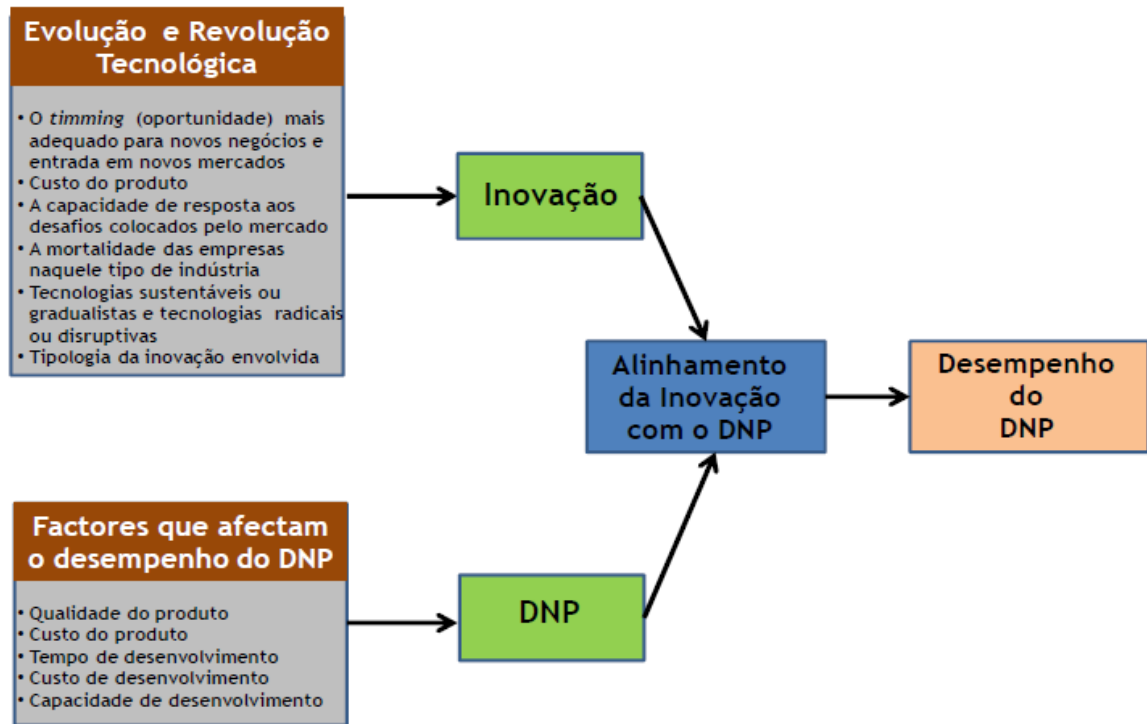 Evolução e Revolução
Tecnológica
• O timming (oportunidade) mais
adequado para novos negócios e
entrada em novos mercados
• Custo do produto
• A capacidade de resposta aos
desafios colocados pelo mercado
• A mortalidade das empresas
naquele tipo de indústria
• Tecnologias sustentáveis ou
gradualistas e tecnologias radicais
ou disruptivas
• Tipologia da inovação envolvida
Inovação
Alinhamento
da Inovação
com o DNP
Desempenho
do
DNP
Factores que afectam
o desempenho do DNP
• Qualidade do produto
• Custo do produto
• Tempo de desenvolvimento
• Custo de desenvolvimento
• Capacidade de desenvolvimento
DNP